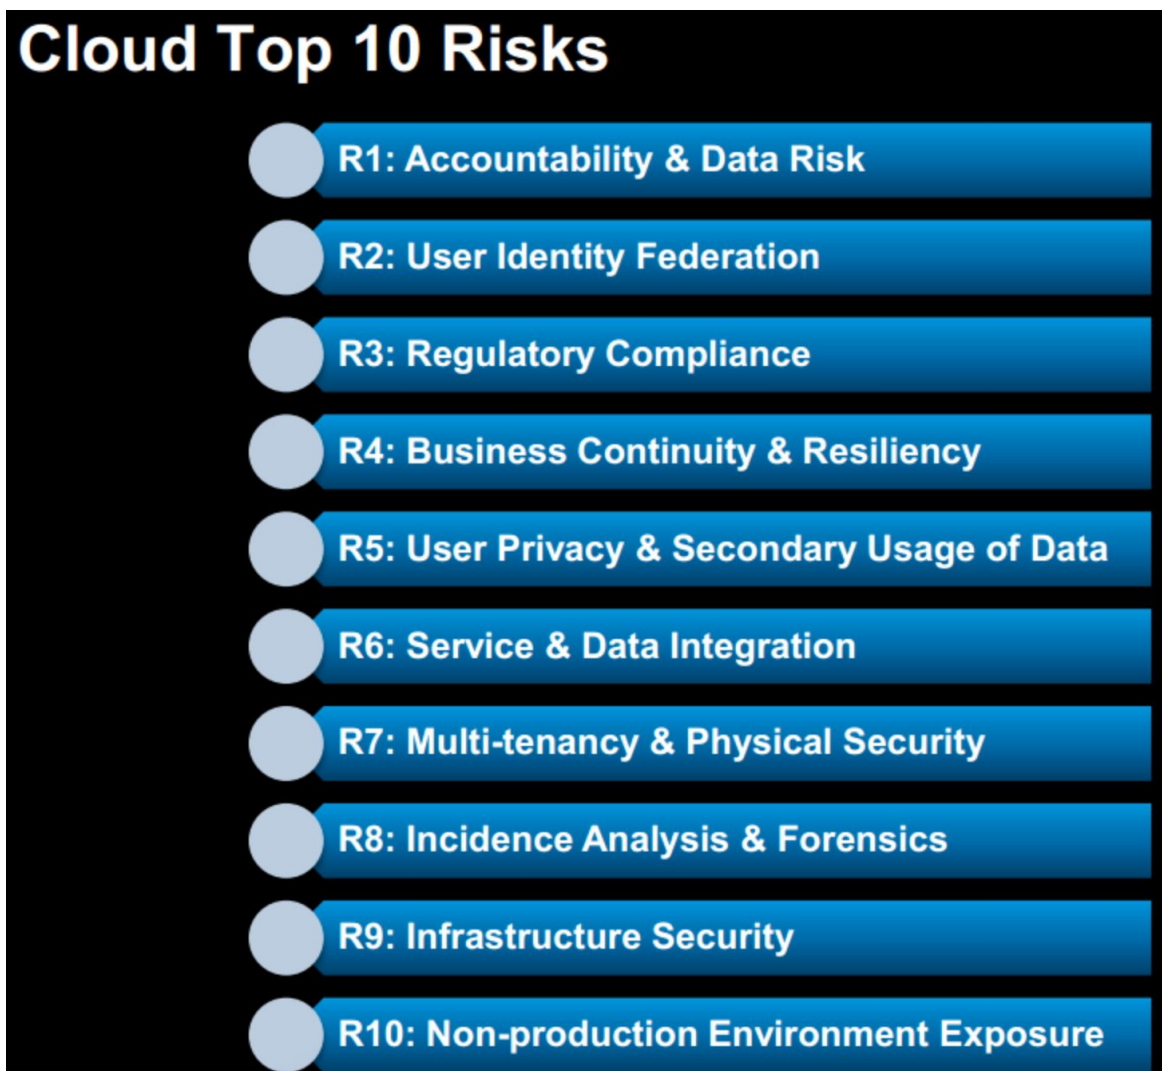 Cloud Top 10 Risks
R1: Accountability & Data Risk
R2: User Identity Federation
R3: Regulatory Compliance
R4: Business Continuity & Resiliency
R5: User Privacy & Secondary Usage of Data
R6: Service & Data Integration
R7: Multi-tenancy & Physical Security
R8: Incidence Analysis & Forensics
R9: Infrastructure Security
R10: Non-production Environment Exposure